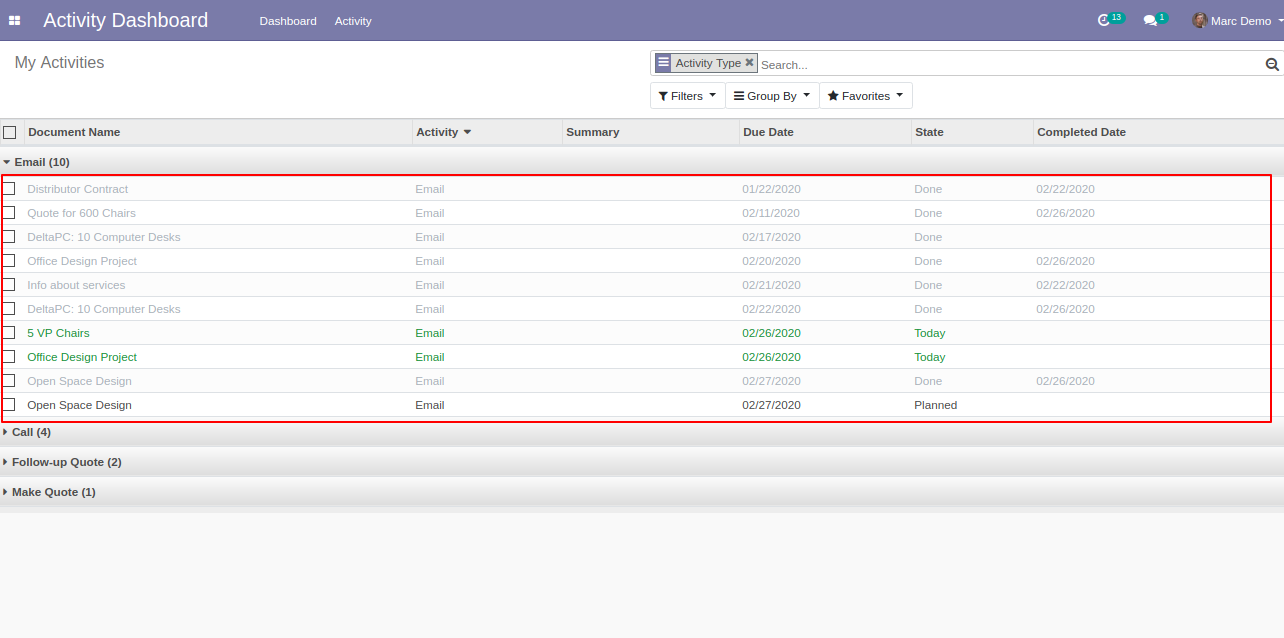 Activity Dashboard Dashboard Activity 13 1 Marc Demo
My Activities
Activity Type Search...
Filters Group By Favorites
Document Name Activity Summary Due Date State Completed Date
Email (10)
Distributor Contract Email 01/22/2020 Done 02/22/2020
Quote for 600 Chairs Email 02/11/2020 Done 02/26/2020
DeltaPC: 10 Computer Desks Email 02/17/2020 Done
Office Design Project Email 02/20/2020 Done 02/26/2020
Info about services Email 02/21/2020 Done 02/22/2020
DeltaPC: 10 Computer Desks Email 02/22/2020 Done 02/26/2020
5 VP Chairs Email 02/26/2020 Today
Office Design Project Email 02/26/2020 Today
Open Space Design Email 02/27/2020 Done 02/26/2020
Open Space Design Email 02/27/2020 Planned
Call (4)
Follow-up Quote (2)
Make Quote (1)